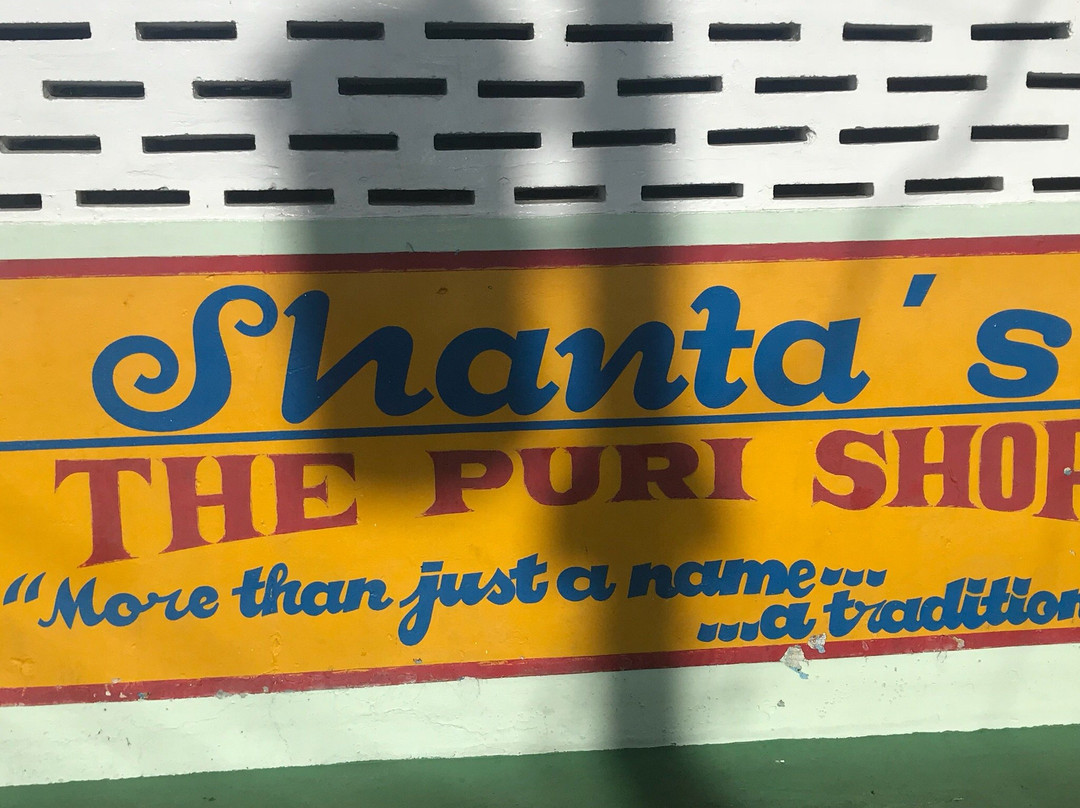 Shanta's
THE PURI SHOP
"More than just a name...
...a tradition